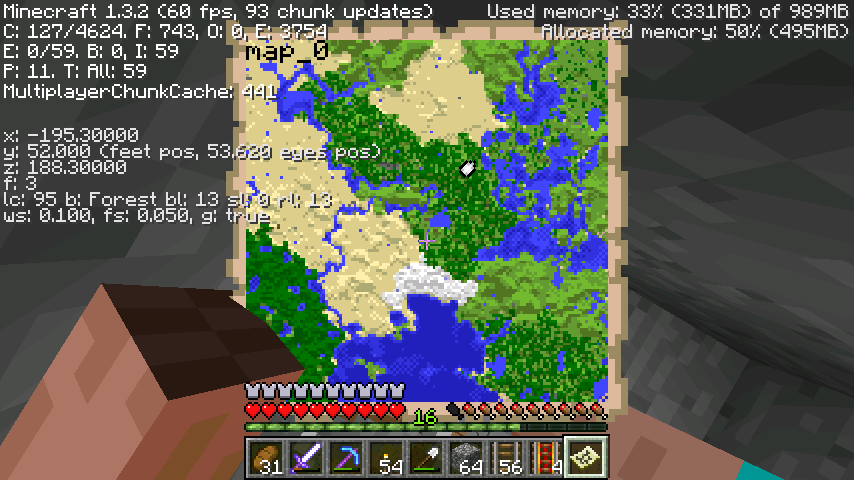 Minecraft 1.3.2 (60 fps, 93 chunk updates)
Used memory: 33% (331MB) of 989MB
C: 127/4624, F: 743, O: 0, E: 3754
Allocated memory: 50% (495MB)
map_0
E: 0/59. B: 0, I: 59
P: 11. T: All: 59
MultiplayerChunkCache: 441
x: -195.30000
y: 52.000 (feet pos, 53.620 eyes pos)
z: 188.30000
f: 3
lc: 95 b: Forest bl: 13 sl: 0 rl: 13
ws: 0.100, fs: 0.050, g: true
16
31
54
64
56
4